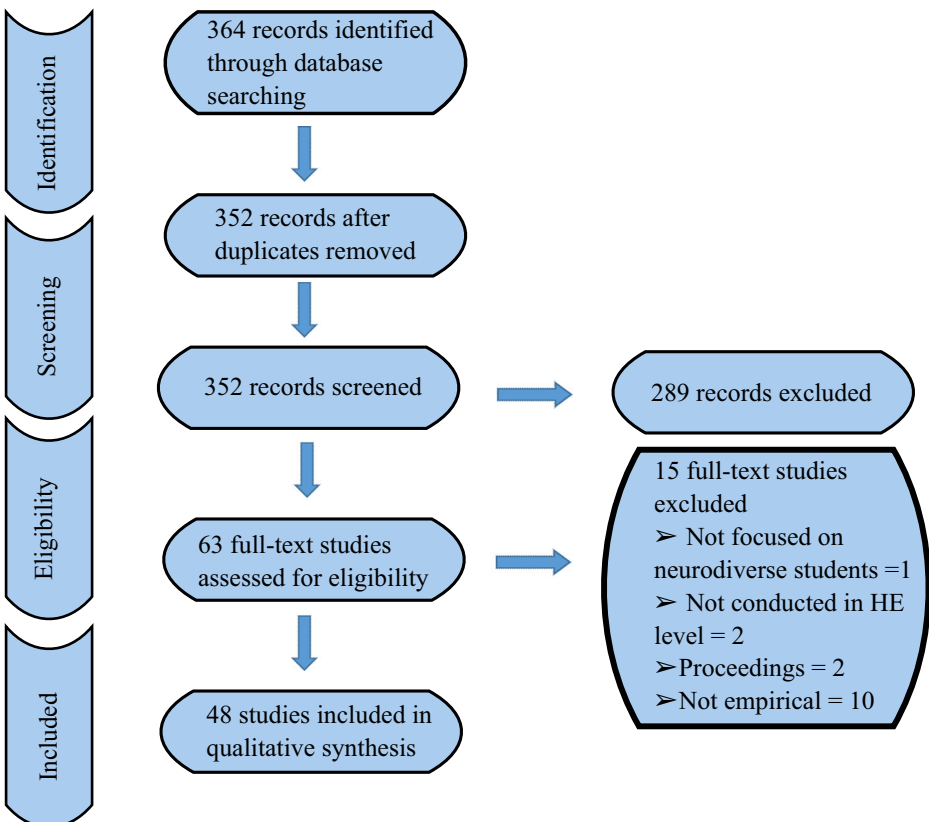 Identification
364 records identified
through database
searching
352 records after
duplicates removed
Screening
352 records screened
289 records excluded
Eligibility
63 full-text studies
assessed for eligibility
15 full-text studies
excluded
➢ Not focused on
neurodiverse students =1
➢ Not conducted in HE
level = 2
➢Proceedings = 2
➢Not empirical = 10
Included
48 studies included in
qualitative synthesis